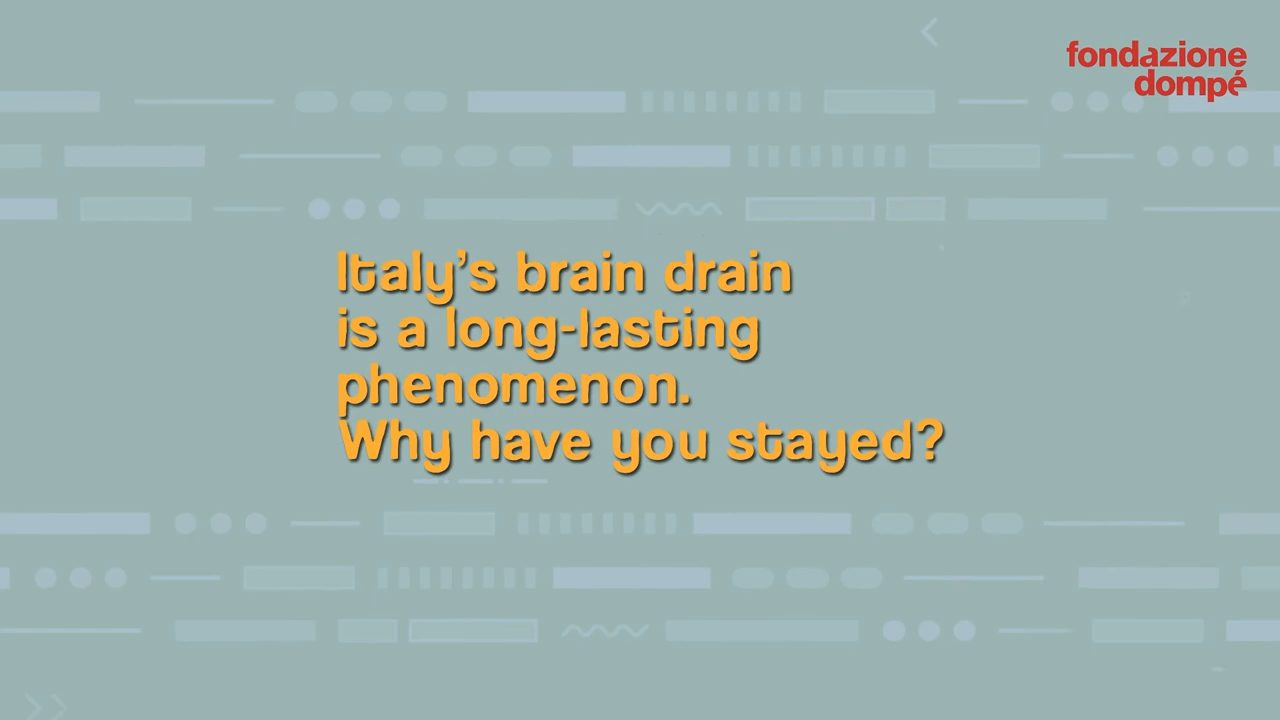 fondazione
dompé
Italy's brain drain
is a long-lasting
phenomenon.
Why have you stayed?